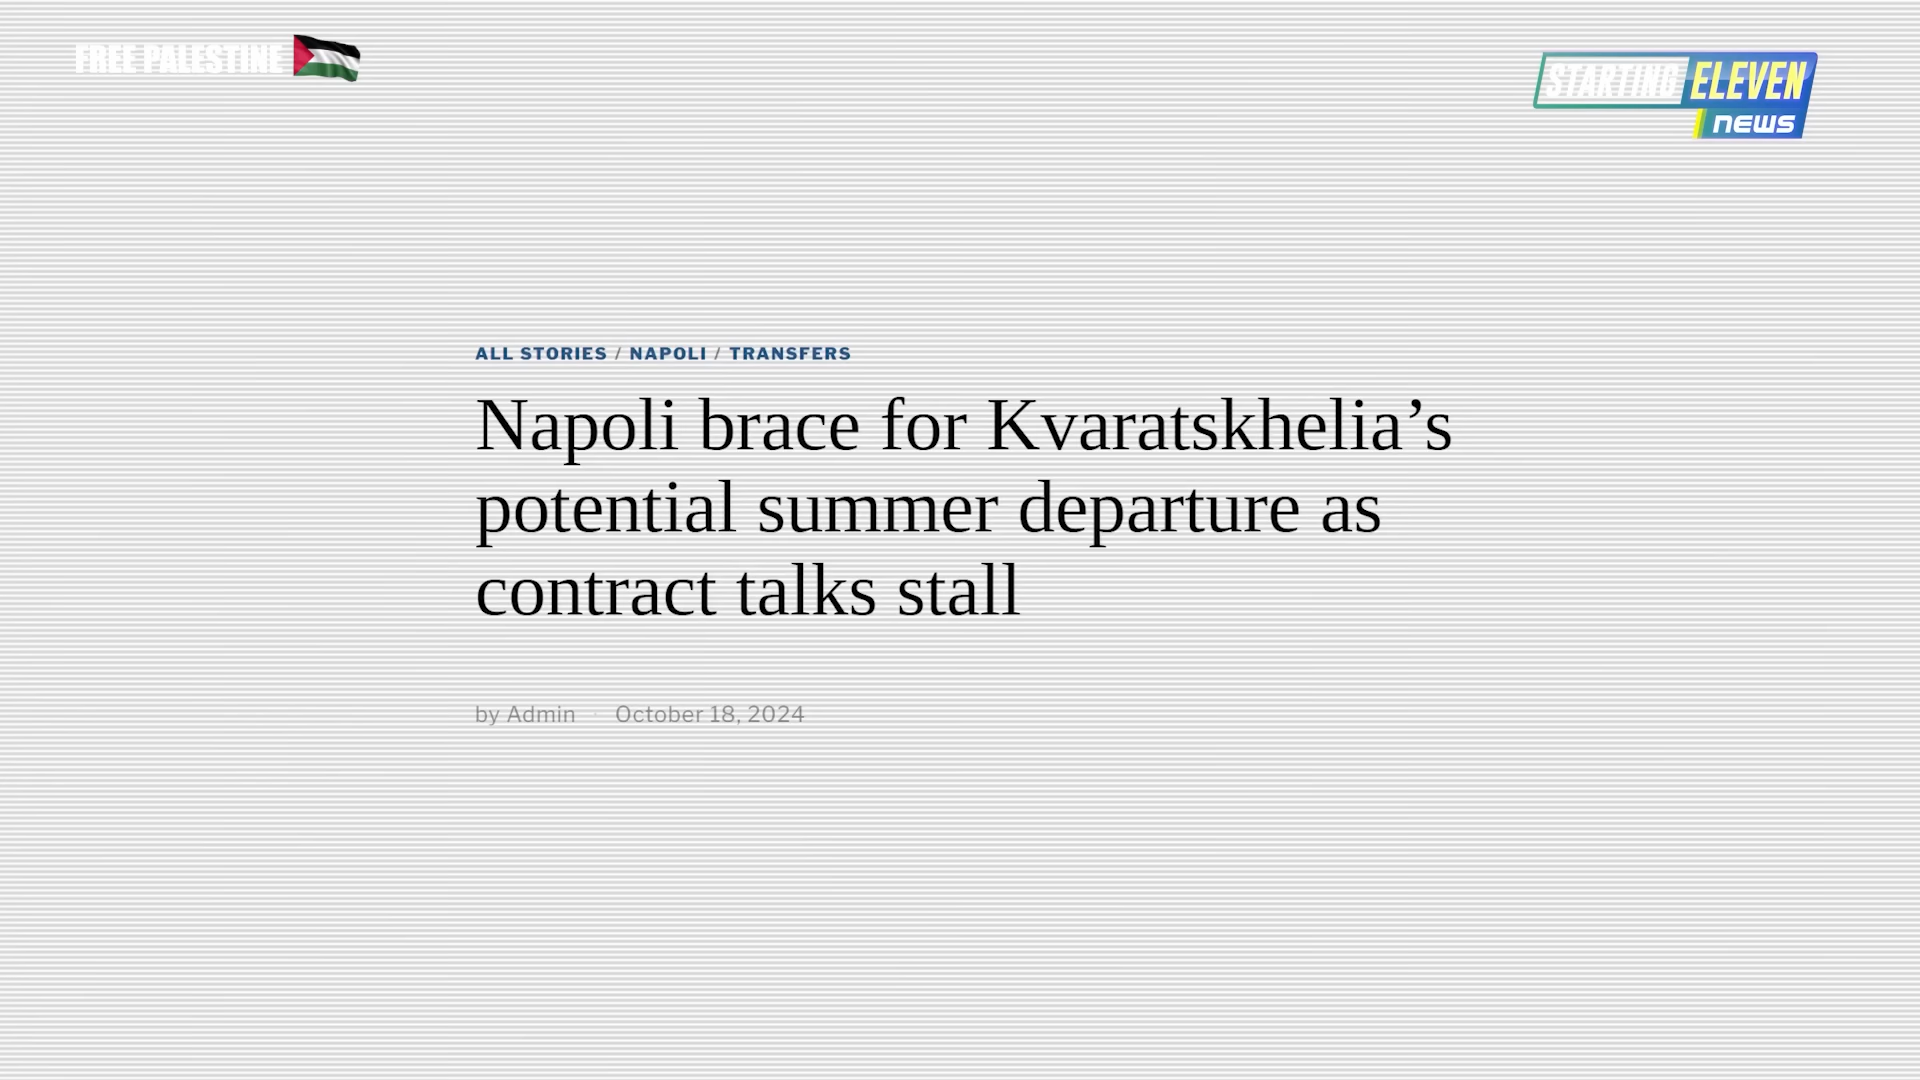 FREE PALESTINE
STARTING ELEVEN
news
ALL STORIES / NAPOLI / TRANSFERS
Napoli brace for Kvaratskhelia’s
potential summer departure as
contract talks stall
by Admin · October 18, 2024